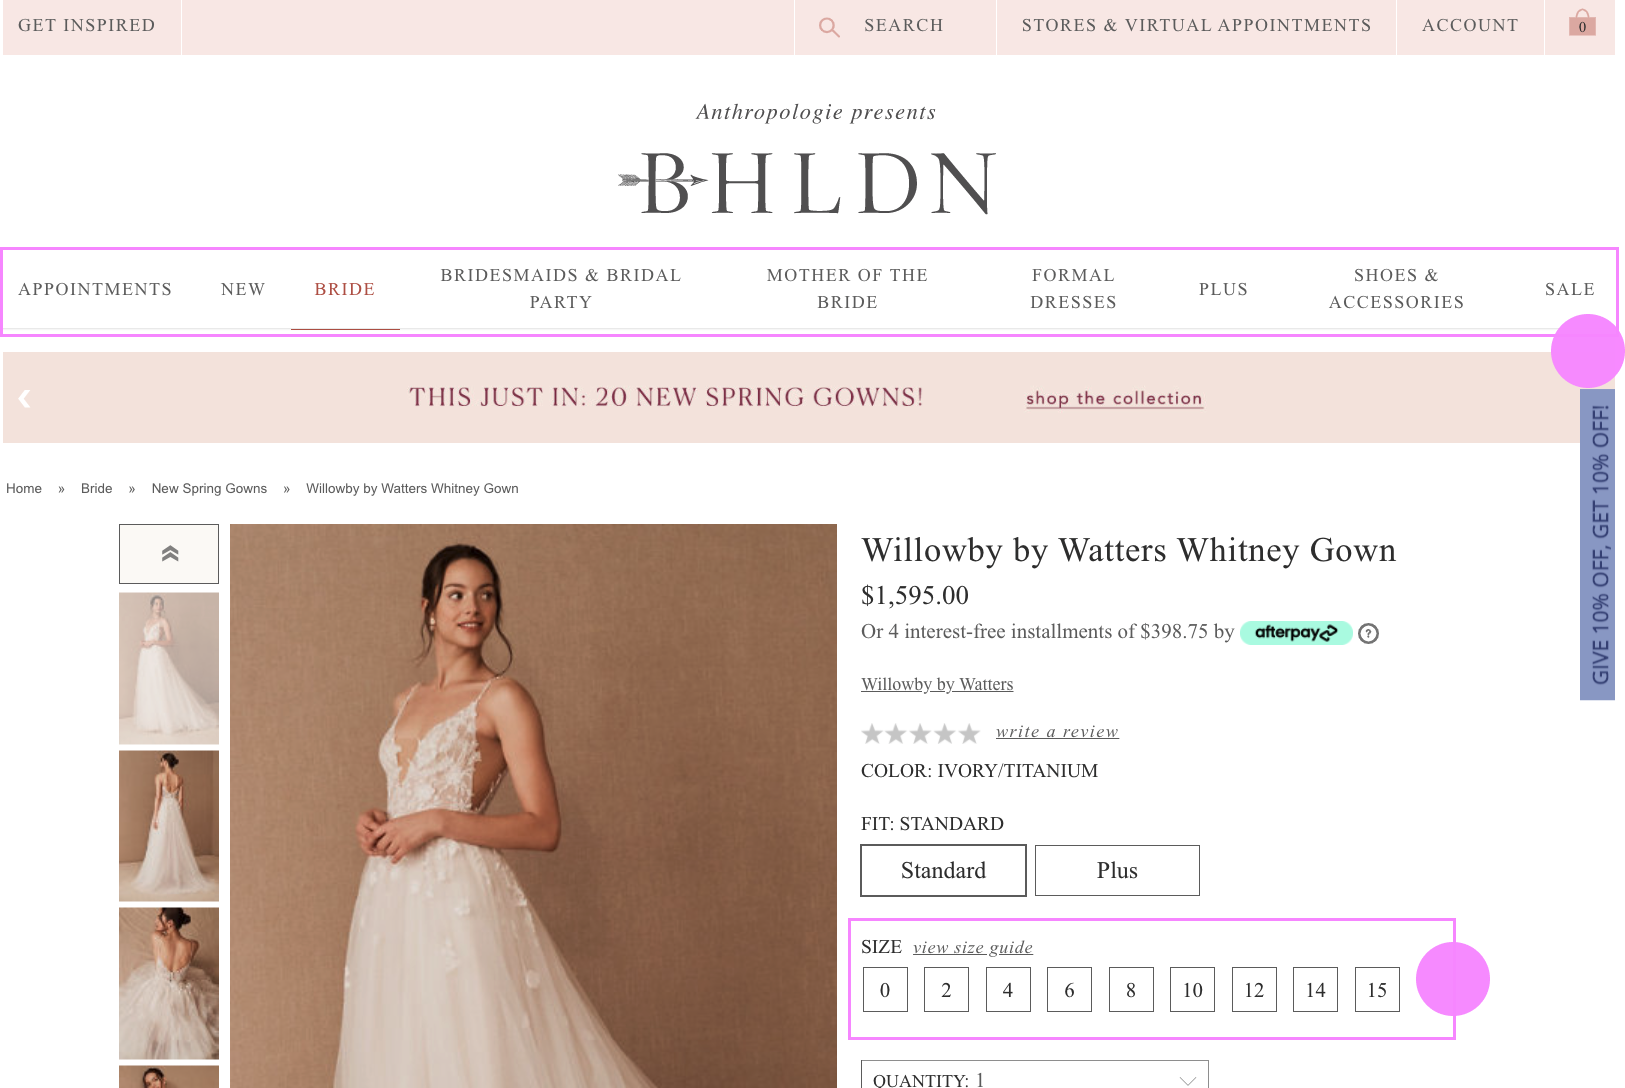 GET INSPIRED
SEARCH
STORES & VIRTUAL APPOINTMENTS
ACCOUNT
0
Anthropologie presents
BHLDN
APPOINTMENTS
NEW
BRIDE
BRIDESMAIDS & BRIDAL
PARTY
MOTHER OF THE
BRIDE
FORMAL
DRESSES
PLUS
SHOES &
ACCESSORIES
SALE
THIS JUST IN: 20 NEW SPRING GOWNS!
shop the collection
GIVE 10% OFF, GET 10% OFF!
Home » Bride » New Spring Gowns » Willowby by Watters Whitney Gown
Willowby by Watters Whitney Gown
$1,595.00
Or 4 interest-free installments of $398.75 by afterpay ?
Willowby by Watters
write a review
COLOR: IVORY/TITANIUM
FIT: STANDARD
Standard
Plus
SIZE view size guide
0 2 4 6 8 10 12 14 15
QUANTITY: 1